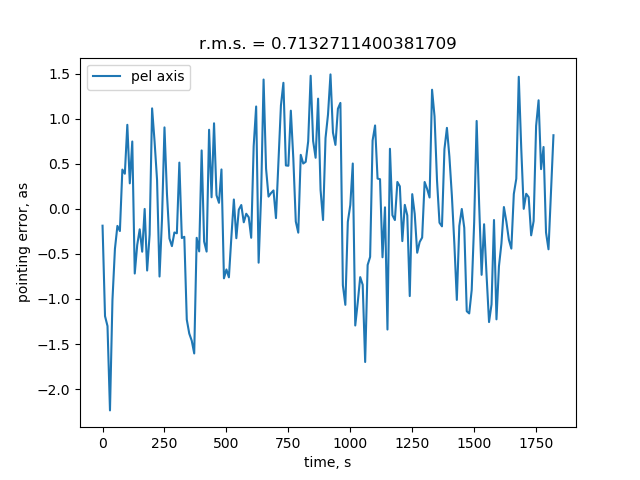 r.m.s. = 0.7132711400381709
pel axis
1.5
1.0
0.5
0.0
−0.5
−1.0
−1.5
−2.0
pointing error, as
0 250 500 750 1000 1250 1500 1750
time, s